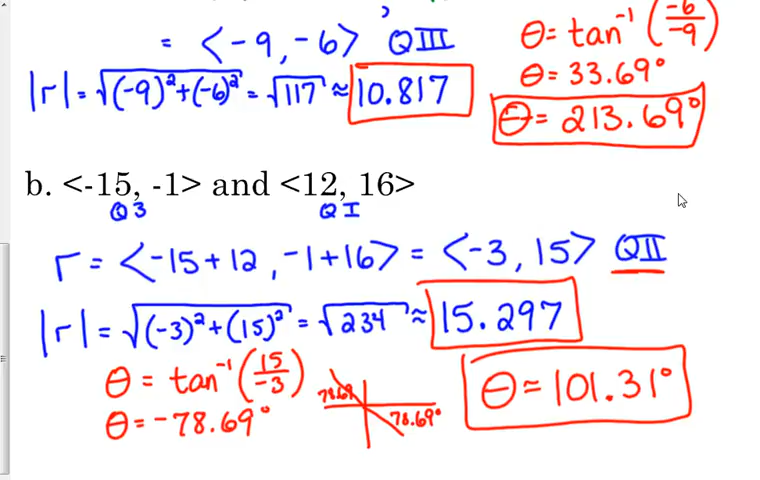 = <-9, -6> QIII
θ = tan⁻¹(-6/-9)
θ = 33.69°
|r| = √(-9)² + (-6)² = √117 ≈ 10.817
θ = 213.69°
b. <-15, -1> and <12, 16>
Q3 QI
r = <-15+12, -1+16> = <-3, 15> QII
|r| = √(-3)² + (15)² = √234 ≈ 15.297
θ = tan⁻¹(15/-3)
78.69
78.69°
θ ≈ 101.31°
θ = -78.69°